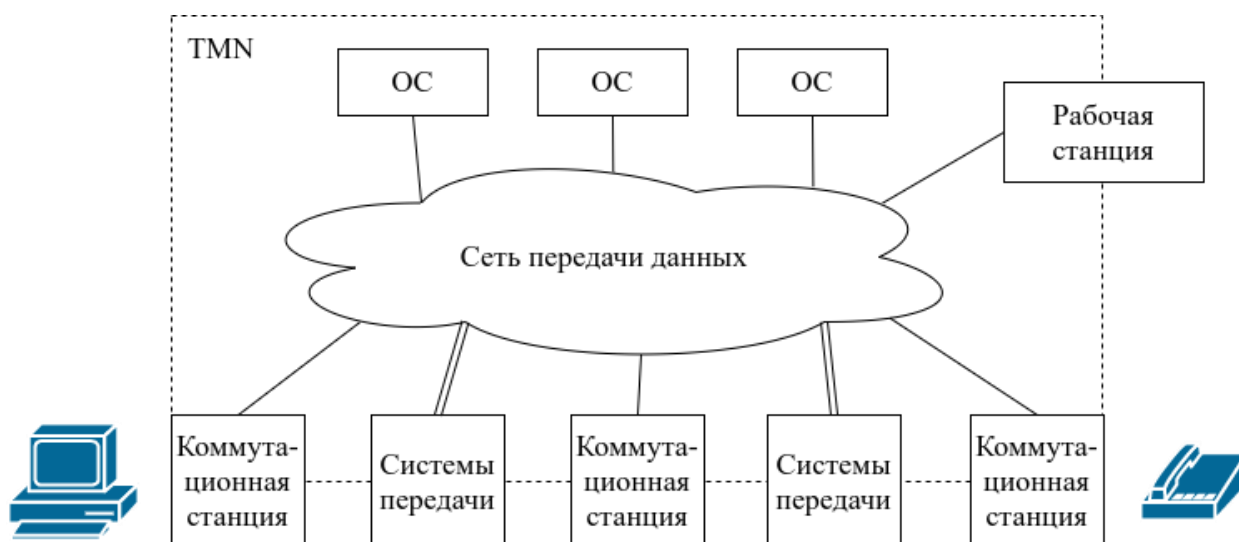 TMN
ОС
ОС
ОС
Рабочая
станция
Сеть передачи данных
Коммута-
ционная
станция
Системы
передачи
Коммута-
ционная
станция
Системы
передачи
Коммута-
ционная
станция